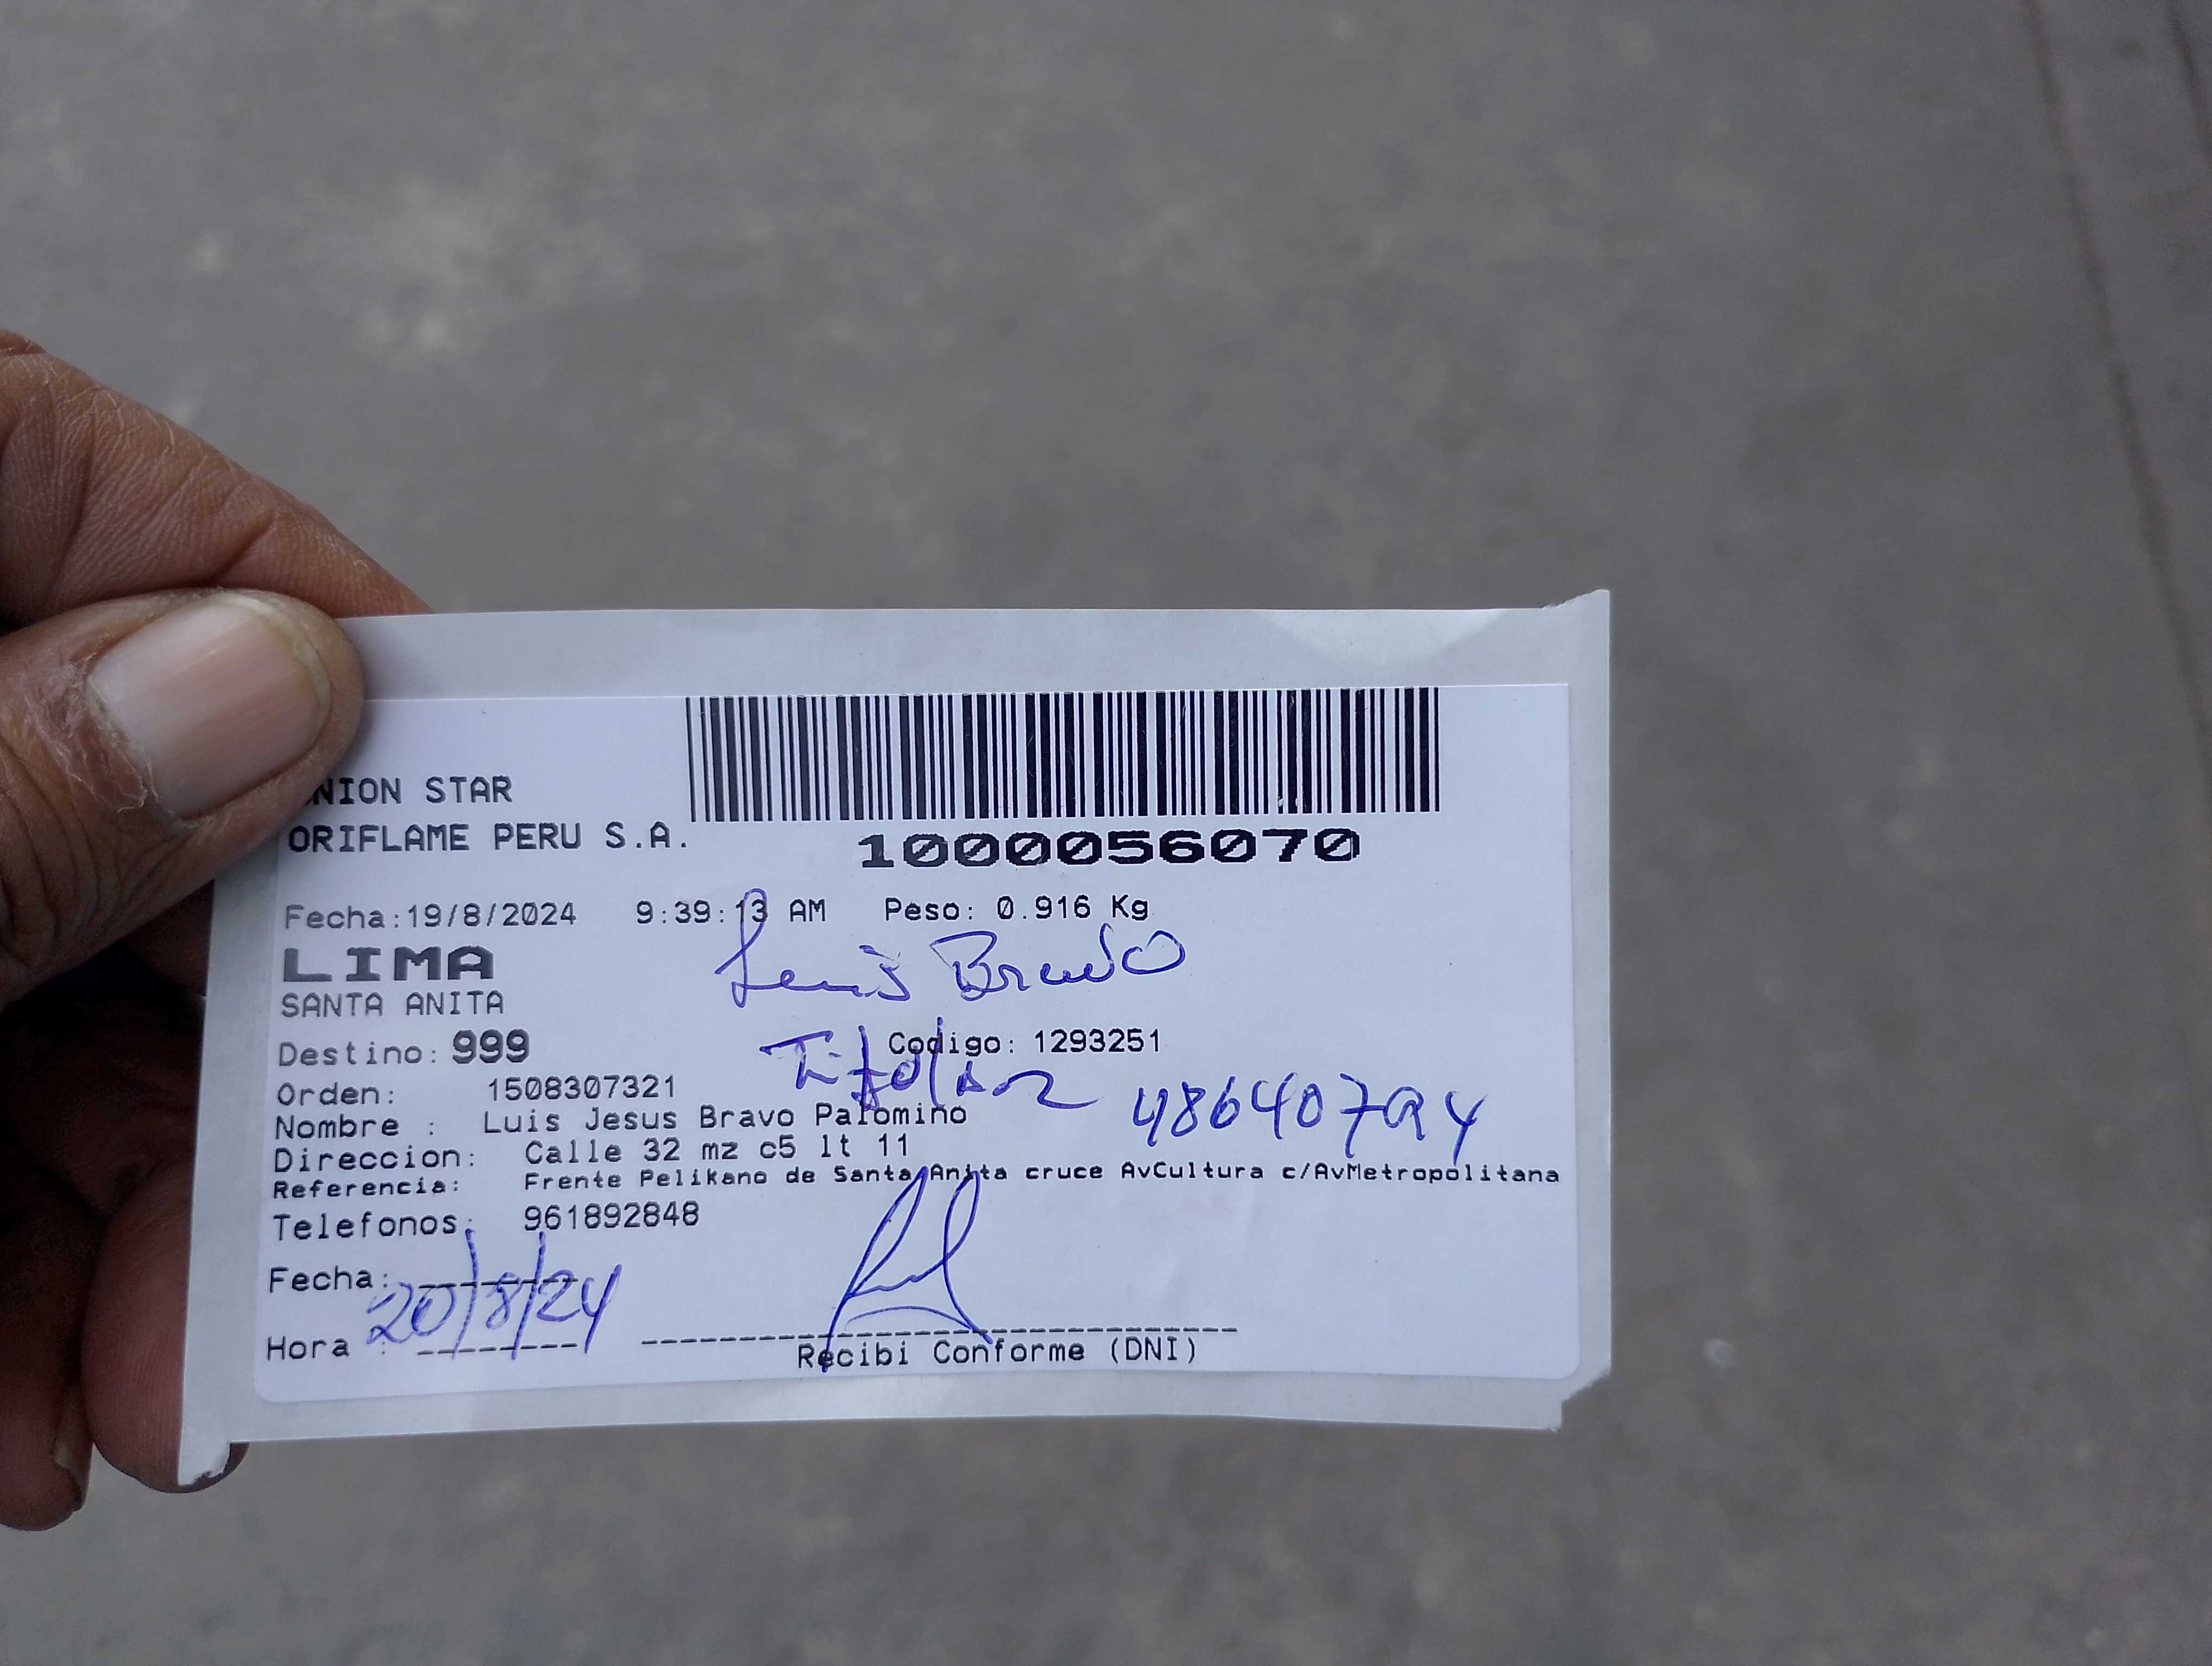 NION STAR
ORIFLAME PERU S.A.
1000056070
Fecha:19/8/2024 9:39:13 AM Peso: 0.916 Kg
LIMA
Luis Bravo
SANTA ANITA
Destino: 999 Codigo: 1293251
Titular
Orden: 1508307321
48640794
Nombre : Luis Jesus Bravo Palomino
Direccion: Calle 32 mz c5 lt 11
Referencia: Frente Pelikano de Santa Anita cruce AvCultura c/AvMetropolitana
Telefonos: 961892848
Fecha: 20/8/24
Hora :
Recibi Conforme (DNI)